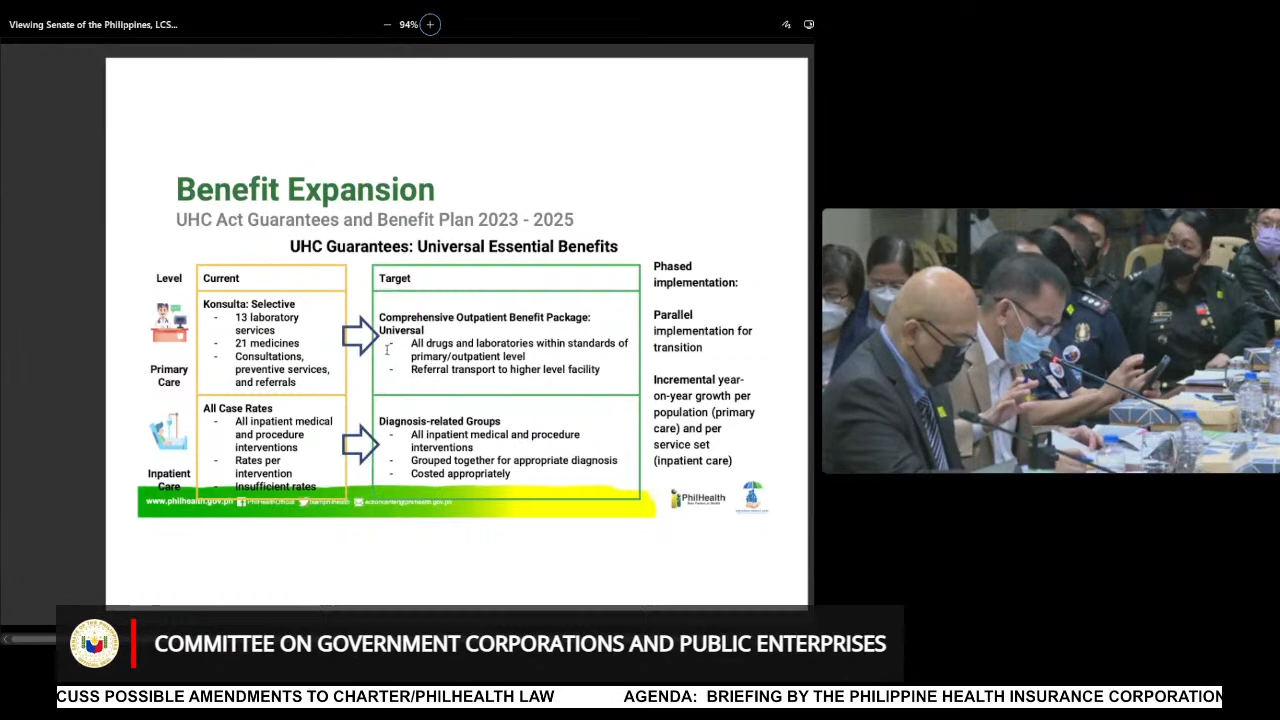 Viewing Senate of the Philippines, LCS...
94%
Benefit Expansion
UHC Act Guarantees and Benefit Plan 2023 - 2025
UHC Guarantees: Universal Essential Benefits
Level
Current
Target
Phased
implementation:
Parallel
implementation for
transition
Incremental year-
on-year growth per
population (primary
care) and per
service set
(inpatient care)
Primary
Care
Konsulta: Selective
- 13 laboratory
services
- 21 medicines
- Consultations,
preventive services,
and referrals
Comprehensive Outpatient Benefit Package:
Universal
- All drugs and laboratories within standards of
primary/outpatient level
- Referral transport to higher level facility
Inpatient
Care
All Case Rates
- All inpatient medical
and procedure
interventions
- Rates per
intervention
- Insufficient rates
Diagnosis-related Groups
- All inpatient medical and procedure
interventions
- Grouped together for appropriate diagnosis
- Costed appropriately
www.philhealth.gov.ph PhilHealthOfficial teamphilhealth actioncenter@philhealth.gov.ph
PhilHealth
COMMITTEE ON GOVERNMENT CORPORATIONS AND PUBLIC ENTERPRISES
CUSS POSSIBLE AMENDMENTS TO CHARTER/PHILHEALTH LAW AGENDA: BRIEFING BY THE PHILIPPINE HEALTH INSURANCE CORPORATION